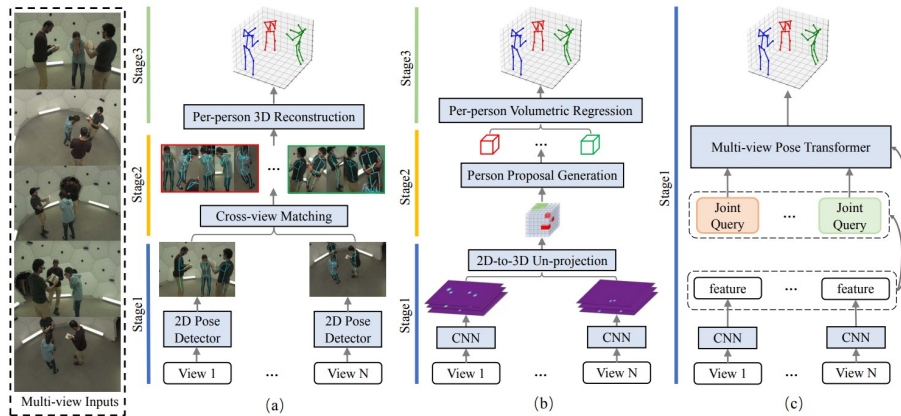 Multi-view Inputs
Stage3
Stage2
Stage1
Per-person 3D Reconstruction
...
Cross-view Matching
2D Pose
Detector
2D Pose
Detector
View 1
...
View N
(a)
Stage3
Stage2
Stage1
Per-person Volumetric Regression
...
Person Proposal Generation
2D-to-3D Un-projection
CNN
CNN
View 1
...
View N
(b)
Stage1
Multi-view Pose Transformer
Joint
Query
...
Joint
Query
feature
...
feature
CNN
CNN
View 1
...
View N
(c)